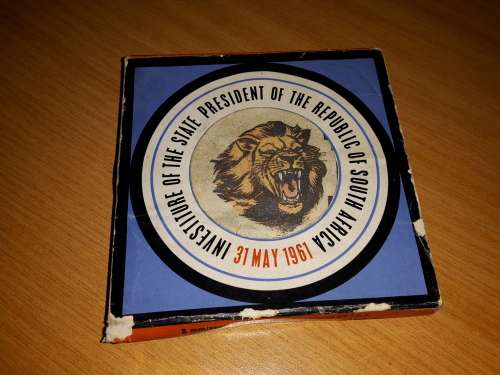 INVESTITURE OF THE STATE PRESIDENT OF THE REPUBLIC OF SOUTH AFRICA
31 MAY 1961